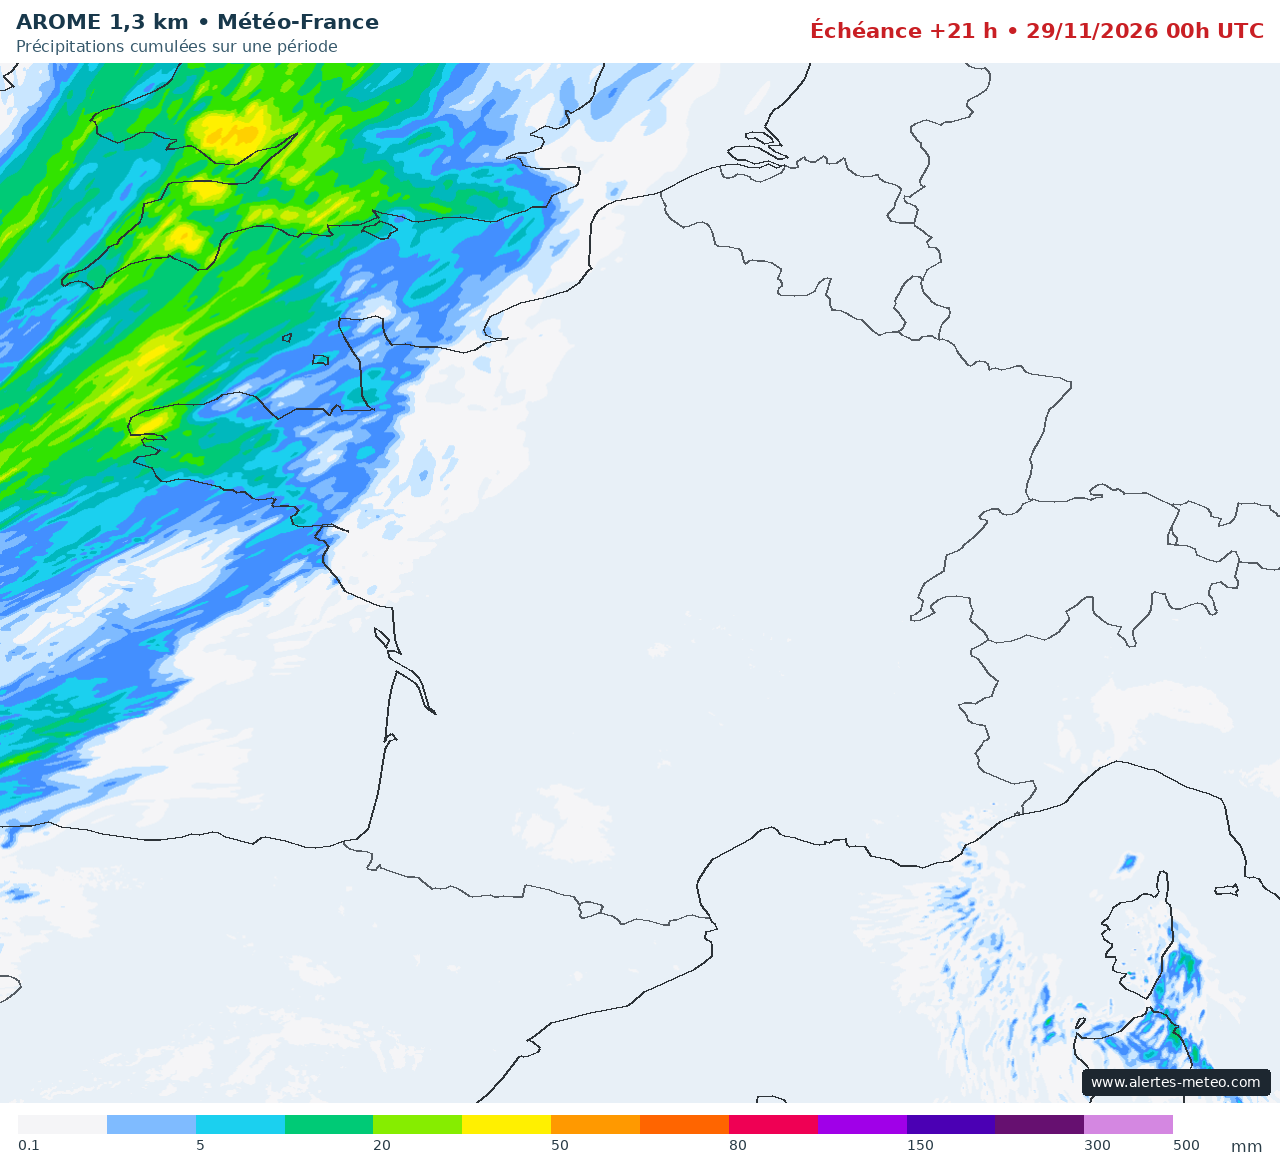 AROME 1,3 km • Météo-France
Précipitations cumulées sur une période
Échéance +21 h • 29/11/2026 00h UTC
www.alertes-meteo.com
0.1 5 20 50 80 150 300 500 mm